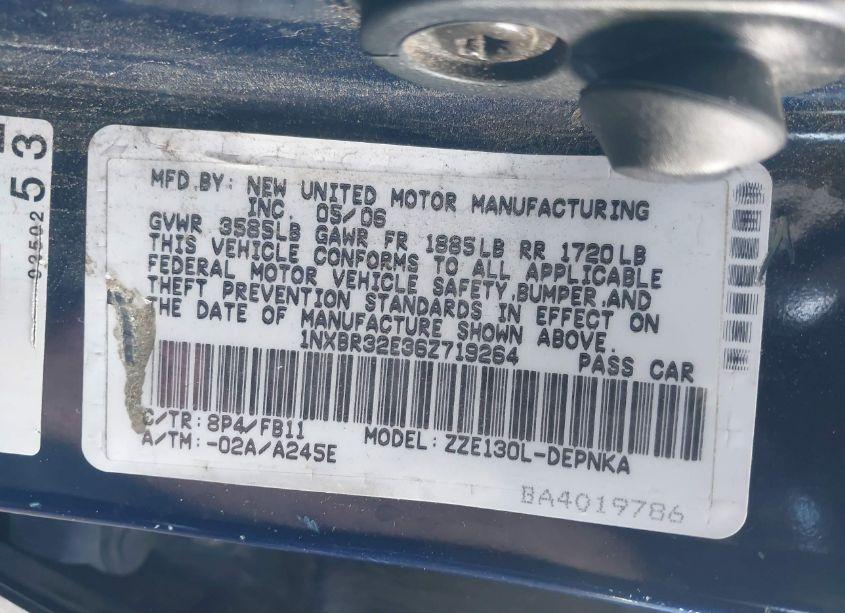 MFD.BY: NEW UNITED MOTOR MANUFACTURING
INC. 05/06
GVWR 3585LB GAWR FR 1885LB RR 1720LB
THIS VEHICLE CONFORMS TO ALL APPLICABLE
FEDERAL MOTOR VEHICLE SAFETY,BUMPER,AND
THEFT PREVENTION STANDARDS IN EFFECT ON
THE DATE OF MANUFACTURE SHOWN ABOVE.
1NXBR32E36Z719264 PASS CAR
C/TR: 8P4/FB11
A/TM: -02A/A245E
MODEL: ZZE130L-DEPNKA
BA4019786
53
02502